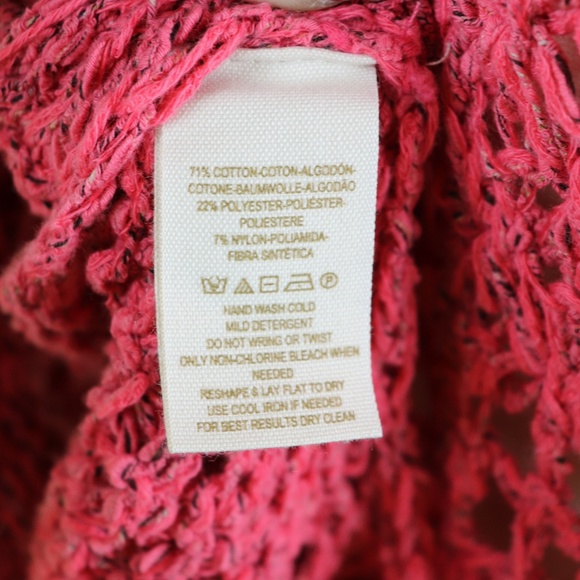 71% COTTON-COTON-ALGODÓN-
COTONE-BAUMWOLLE-ALGODÃO
22% POLYESTER-POLIÉSTER-
POLIESTERE
7% NYLON-POLIAMIDA-
FIBRA SINTÉTICA
P
HAND WASH COLD
MILD DETERGENT
DO NOT WRING OR TWIST
ONLY NON-CHLORINE BLEACH WHEN
NEEDED
RESHAPE & LAY FLAT TO DRY
USE COOL IRON IF NEEDED
FOR BEST RESULTS DRY CLEAN